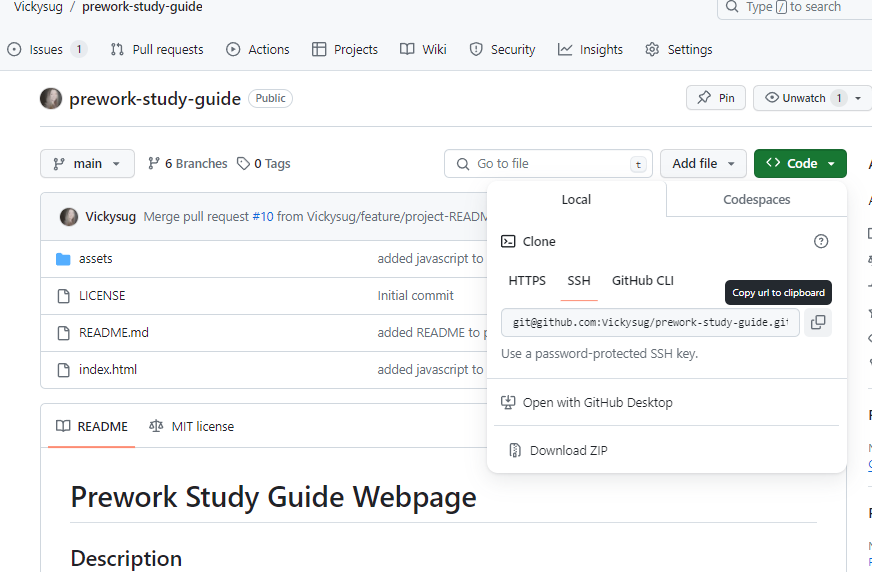 Vickysug / prework-study-guide
Type / to search
Issues 1 Pull requests Actions Projects Wiki Security Insights Settings
prework-study-guide Public
Pin
Unwatch 1
main 6 Branches 0 Tags
Go to file t
Add file
Code
Local Codespaces
Vickysug Merge pull request #10 from Vickysug/feature/project-READM
Clone
assets added javascript to
HTTPS SSH GitHub CLI
LICENSE Initial commit
Copy url to clipboard
git@github.com:Vickysug/prework-study-guide.git
README.md added README to p
Use a password-protected SSH key.
index.html added javascript to
Open with GitHub Desktop
README MIT license
Download ZIP
Prework Study Guide Webpage
Description